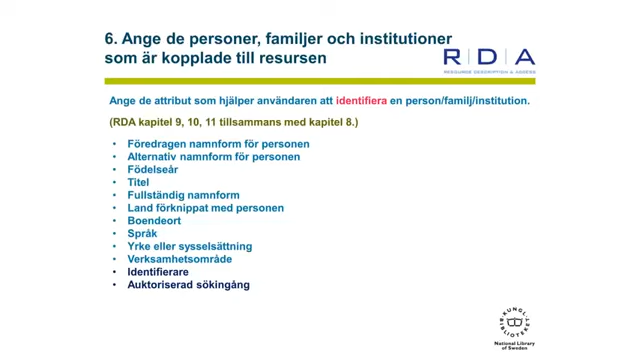 6. Ange de personer, familjer och institutioner
som är kopplade till resursen
R D A
RESOURCE DESCRIPTION & ACCESS
Ange de attribut som hjälper användaren att identifiera en person/familj/institution.
(RDA kapitel 9, 10, 11 tillsammans med kapitel 8.)
• Föredragen namnform för personen
• Alternativ namnform för personen
• Födelseår
• Titel
• Fullständig namnform
• Land förknippat med personen
• Boendeort
• Språk
• Yrke eller sysselsättning
• Verksamhetsområde
• Identifierare
• Auktoriserad sökingång
KUNGL.
BIBLIOTEKET
National Library
of Sweden